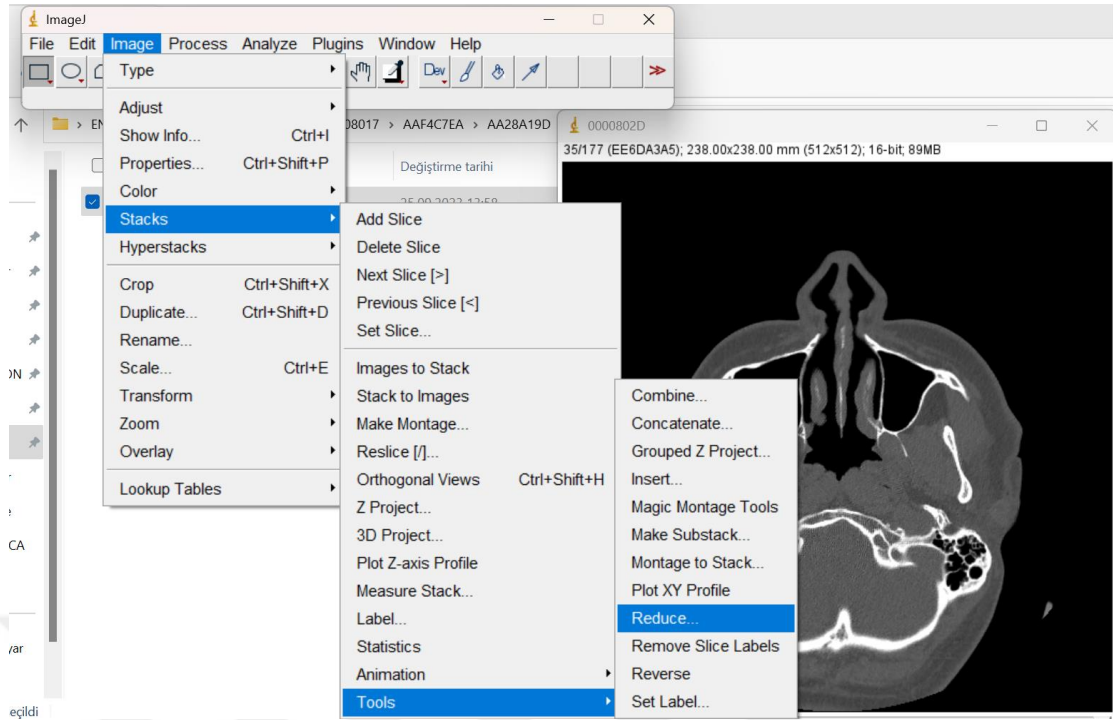 ImageJ
File Edit Image Process Analyze Plugins Window Help
Dev
Type
Adjust
Show Info... Ctrl+I
Properties... Ctrl+Shift+P
Color
Stacks
Hyperstacks
Crop Ctrl+Shift+X
Duplicate... Ctrl+Shift+D
Rename...
Scale... Ctrl+E
Transform
Zoom
Overlay
Lookup Tables
08017 > AAF4C7EA > AA28A19D
Değiştirme tarihi
0000802D
35/177 (EE6DA3A5); 238.00x238.00 mm (512x512); 16-bit; 89MB
Add Slice
Delete Slice
Next Slice [>]
Previous Slice [<]
Set Slice...
Images to Stack
Stack to Images
Make Montage...
Reslice [/]...
Orthogonal Views Ctrl+Shift+H
Z Project...
3D Project...
Plot Z-axis Profile
Measure Stack...
Label...
Statistics
Animation
Tools
Combine...
Concatenate...
Grouped Z Project...
Insert...
Magic Montage Tools
Make Substack...
Montage to Stack...
Plot XY Profile
Reduce...
Remove Slice Labels
Reverse
Set Label...
CA
yar
eçildi